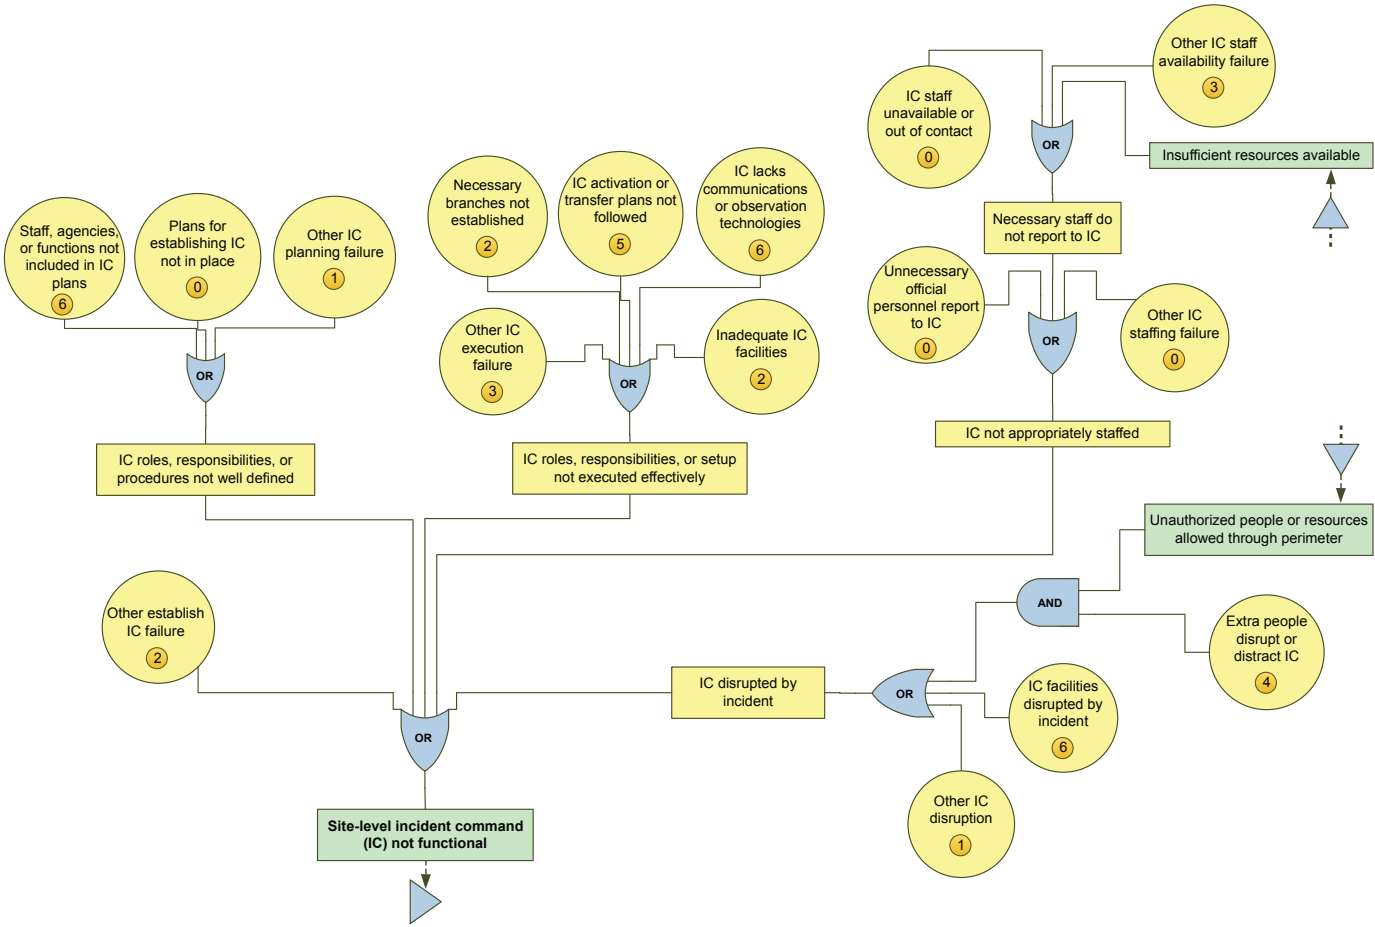 Other IC staff
availability failure
3
IC staff
unavailable or
out of contact
0
OR
Insufficient resources available
Necessary staff do
not report to IC
Necessary
branches not
established
2
IC activation or
transfer plans not
followed
5
IC lacks
communications
or observation
technologies
6
Staff, agencies,
or functions not
included in IC
plans
6
Plans for
establishing IC
not in place
0
Other IC
planning failure
1
Unnecessary
official
personnel report
to IC
0
OR
Other IC
staffing failure
0
Other IC
execution
failure
3
Inadequate IC
facilities
2
OR
OR
IC not appropriately staffed
IC roles, responsibilities, or
procedures not well defined
IC roles, responsibilities, or setup
not executed effectively
Unauthorized people or resources
allowed through perimeter
AND
Other establish
IC failure
2
Extra people
disrupt or
distract IC
4
IC disrupted by
incident
OR
IC facilities
disrupted by
incident
6
OR
Other IC
disruption
1
Site-level incident command
(IC) not functional